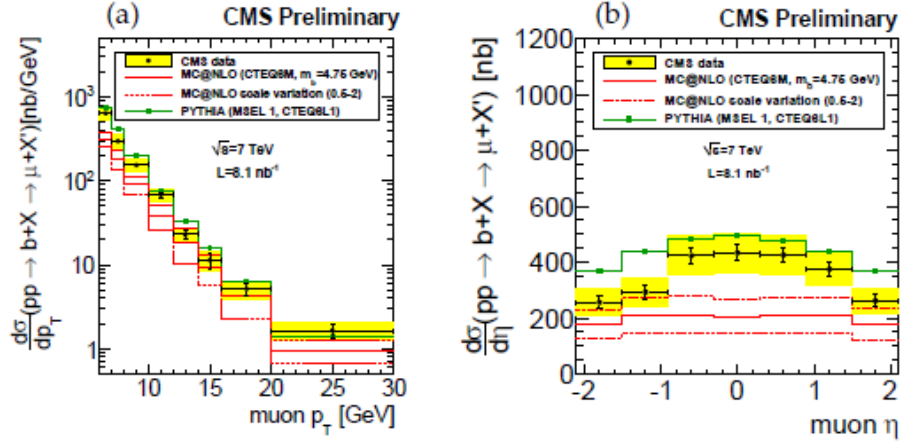 (a) CMS Preliminary
dσ/dp_T (pp → b+X → μ+X')[nb/GeV]
CMS data
MC@NLO (CTEQ6M, m_b=4.75 GeV)
MC@NLO scale variation (0.5-2)
PYTHIA (MSEL 1, CTEQ6L1)
√s=7 TeV
L=8.1 nb⁻¹
10³
10²
10
1
10 15 20 25 30
muon p_T [GeV]
(b) CMS Preliminary
dσ/dη (pp → b+X → μ+X') [nb]
1200
CMS data
MC@NLO (CTEQ6M, m_b=4.75 GeV)
MC@NLO scale variation (0.5-2)
PYTHIA (MSEL 1, CTEQ6L1)
1000
800
√s=7 TeV
L=8.1 nb⁻¹
600
400
200
0
-2 -1 0 1 2
muon η